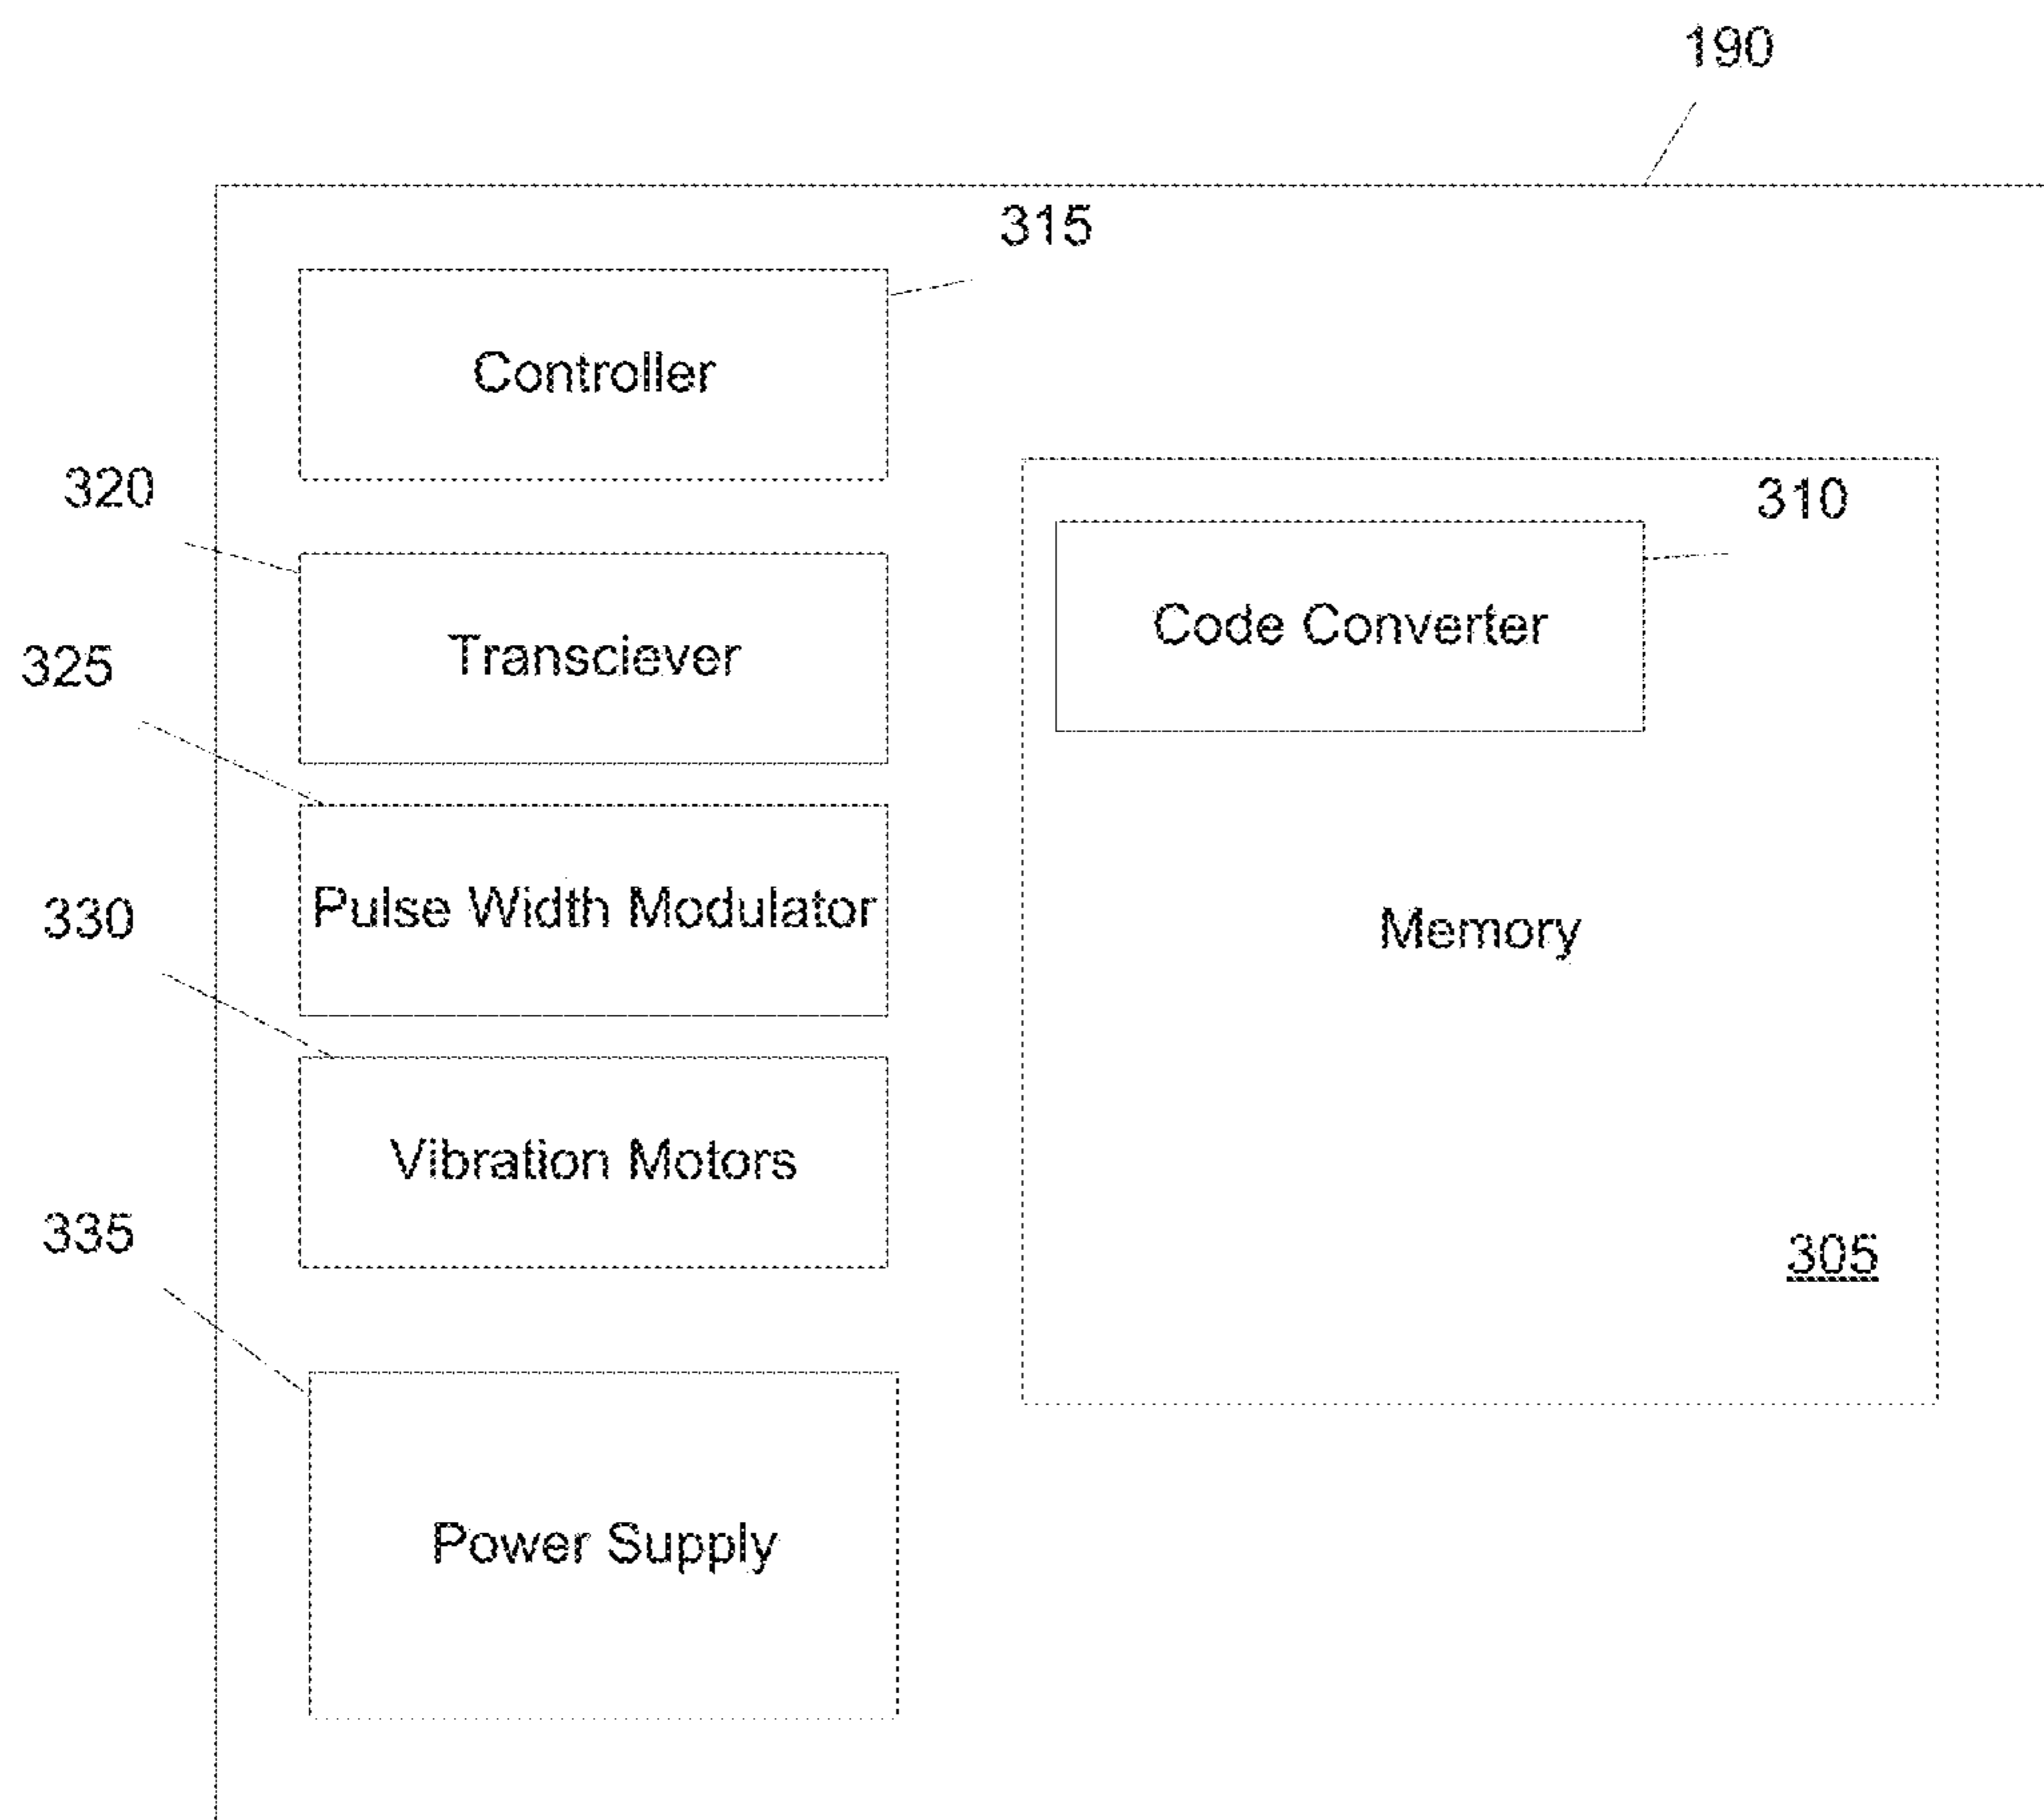 190
315
Controller
320
310
Transciever
Code Converter
325
Pulse Width Modulator
330
Memory
Vibration Motors
335
305
Power Supply